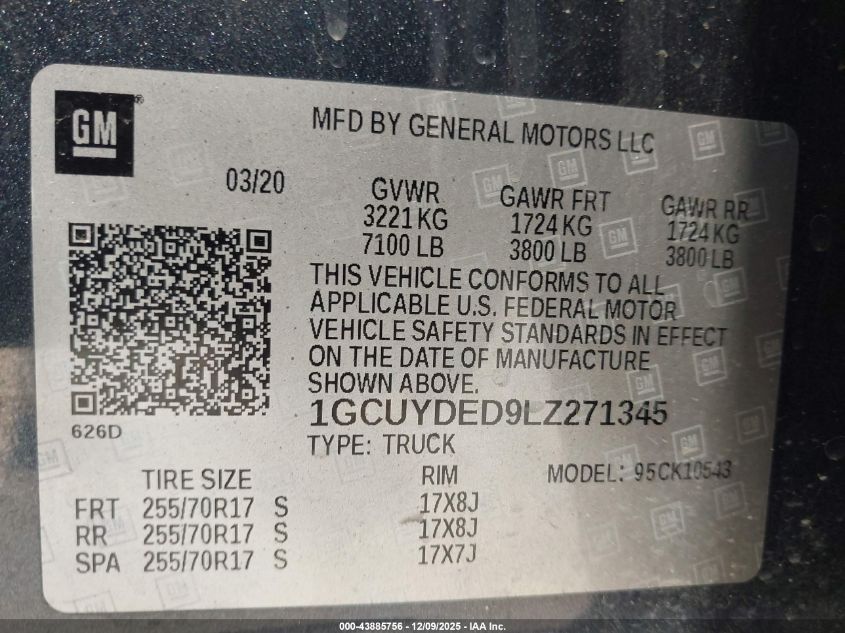 GM
MFD BY GENERAL MOTORS LLC
03/20
GVWR GAWR FRT GAWR RR
3221 KG 1724 KG 1724 KG
7100 LB 3800 LB 3800 LB
THIS VEHICLE CONFORMS TO ALL
APPLICABLE U.S. FEDERAL MOTOR
VEHICLE SAFETY STANDARDS IN EFFECT
ON THE DATE OF MANUFACTURE
SHOWN ABOVE.
1GCUYDED9LZ271345
626D
TYPE: TRUCK
TIRE SIZE RIM MODEL: 95CK10543
FRT 255/70R17 S 17X8J
RR 255/70R17 S 17X8J
SPA 255/70R17 S 17X7J
000-43885756 - 12/09/2025 - IAA Inc.